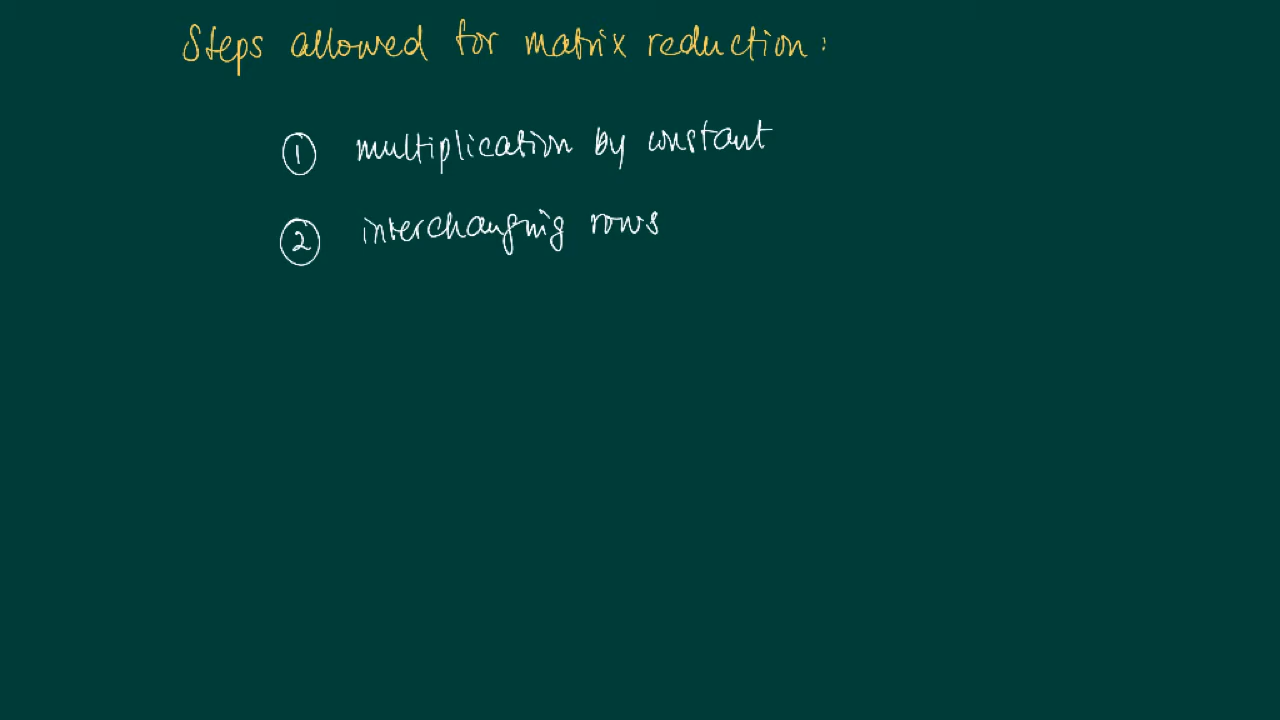 Steps allowed for matrix reduction:
① multiplication by constant
② interchanging rows